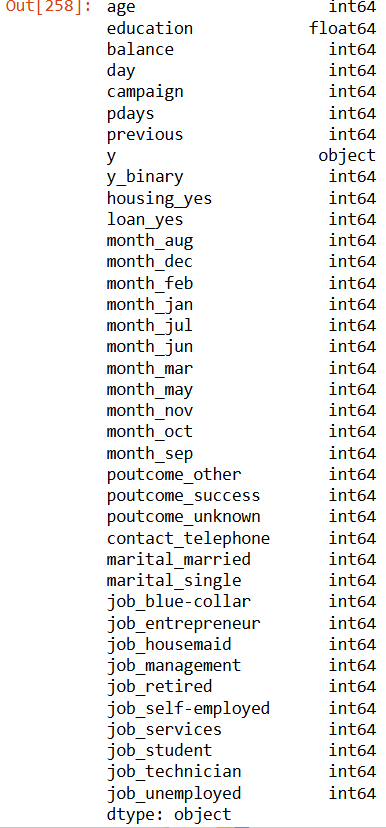 Out[258]: age int64
education float64
balance int64
day int64
campaign int64
pdays int64
previous int64
y object
y_binary int64
housing_yes int64
loan_yes int64
month_aug int64
month_dec int64
month_feb int64
month_jan int64
month_jul int64
month_jun int64
month_mar int64
month_may int64
month_nov int64
month_oct int64
month_sep int64
poutcome_other int64
poutcome_success int64
poutcome_unknown int64
contact_telephone int64
marital_married int64
marital_single int64
job_blue-collar int64
job_entrepreneur int64
job_housemaid int64
job_management int64
job_retired int64
job_self-employed int64
job_services int64
job_student int64
job_technician int64
job_unemployed int64
dtype: object